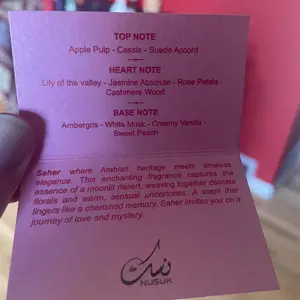 TOP NOTE
Apple Pulp - Cassis - Suede Accord
HEART NOTE
Lily of the valley - Jasmine Absolute - Rose Petals -
Cashmere Wood
BASE NOTE
Ambergris - White Musk - Creamy Vanilla -
Sweet Peach
Saher where Arabian heritage meets timeless
elegance. This enchanting fragrance captures the
essence of a moonlit desert, weaving together delicate
florals and warm, sensual undertones. A scent that
lingers like a cherished memory. Saher invites you on a
journey of love and mystery.
نسك
NUSUK